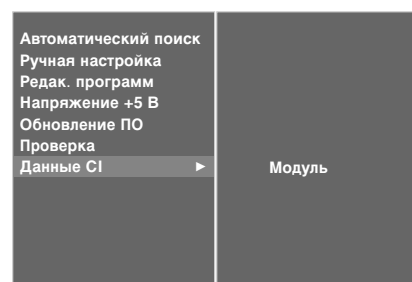 Автоматический поиск
Ручная настройка
Редак. программ
Напряжение +5 В
Обновление ПО
Проверка
Данные CI ► Модуль